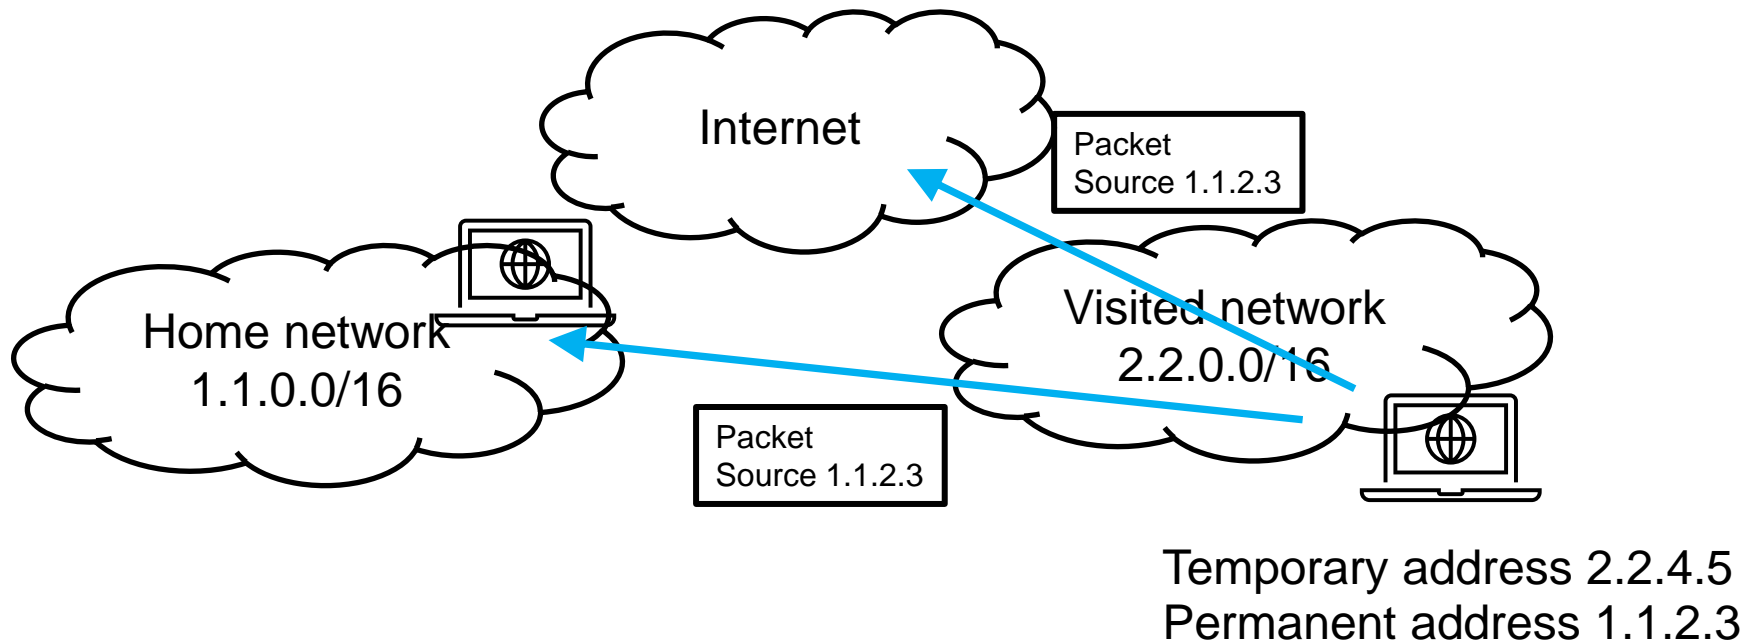 Internet
Packet
Source 1.1.2.3
Home network
1.1.0.0/16
Visited network
2.2.0.0/16
Packet
Source 1.1.2.3
Temporary address 2.2.4.5
Permanent address 1.1.2.3